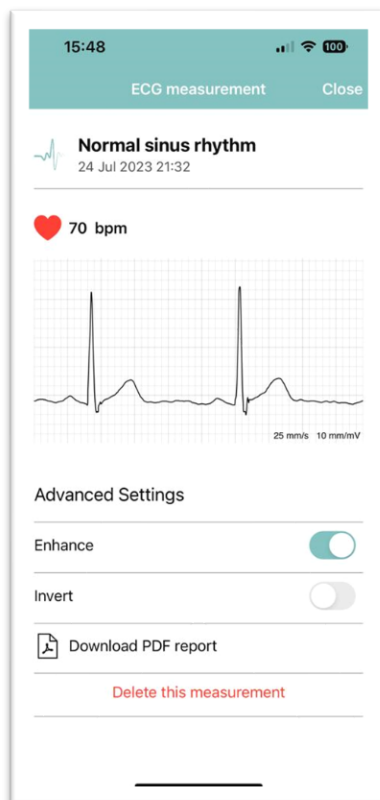 15:48
100
ECG measurement Close
Normal sinus rhythm
24 Jul 2023 21:32
70 bpm
25 mm/s 10 mm/mV
Advanced Settings
Enhance
Invert
Download PDF report
Delete this measurement